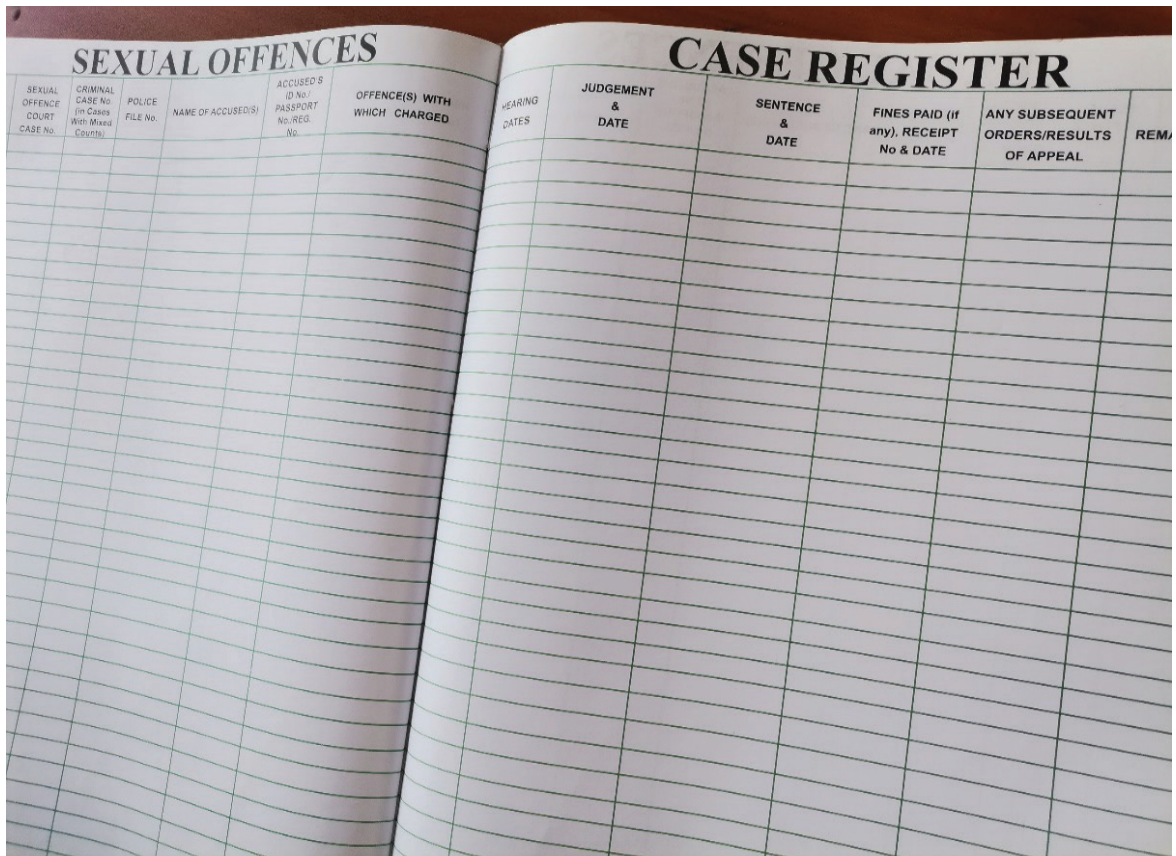 SEXUAL OFFENCES
SEXUAL
OFFENCE
COURT
CASE No.
CRIMINAL
CASE No
(in Cases
With Mixed
Counts)
POLICE
FILE No.
NAME OF ACCUSED(S)
ACCUSED'S
ID No./
PASSPORT
No./REG.
No.
OFFENCE(S) WITH
WHICH CHARGED
CASE REGISTER
HEARING
DATES
JUDGEMENT
&
DATE
SENTENCE
&
DATE
FINES PAID (if
any), RECEIPT
No & DATE
ANY SUBSEQUENT
ORDERS/RESULTS
OF APPEAL
REMA